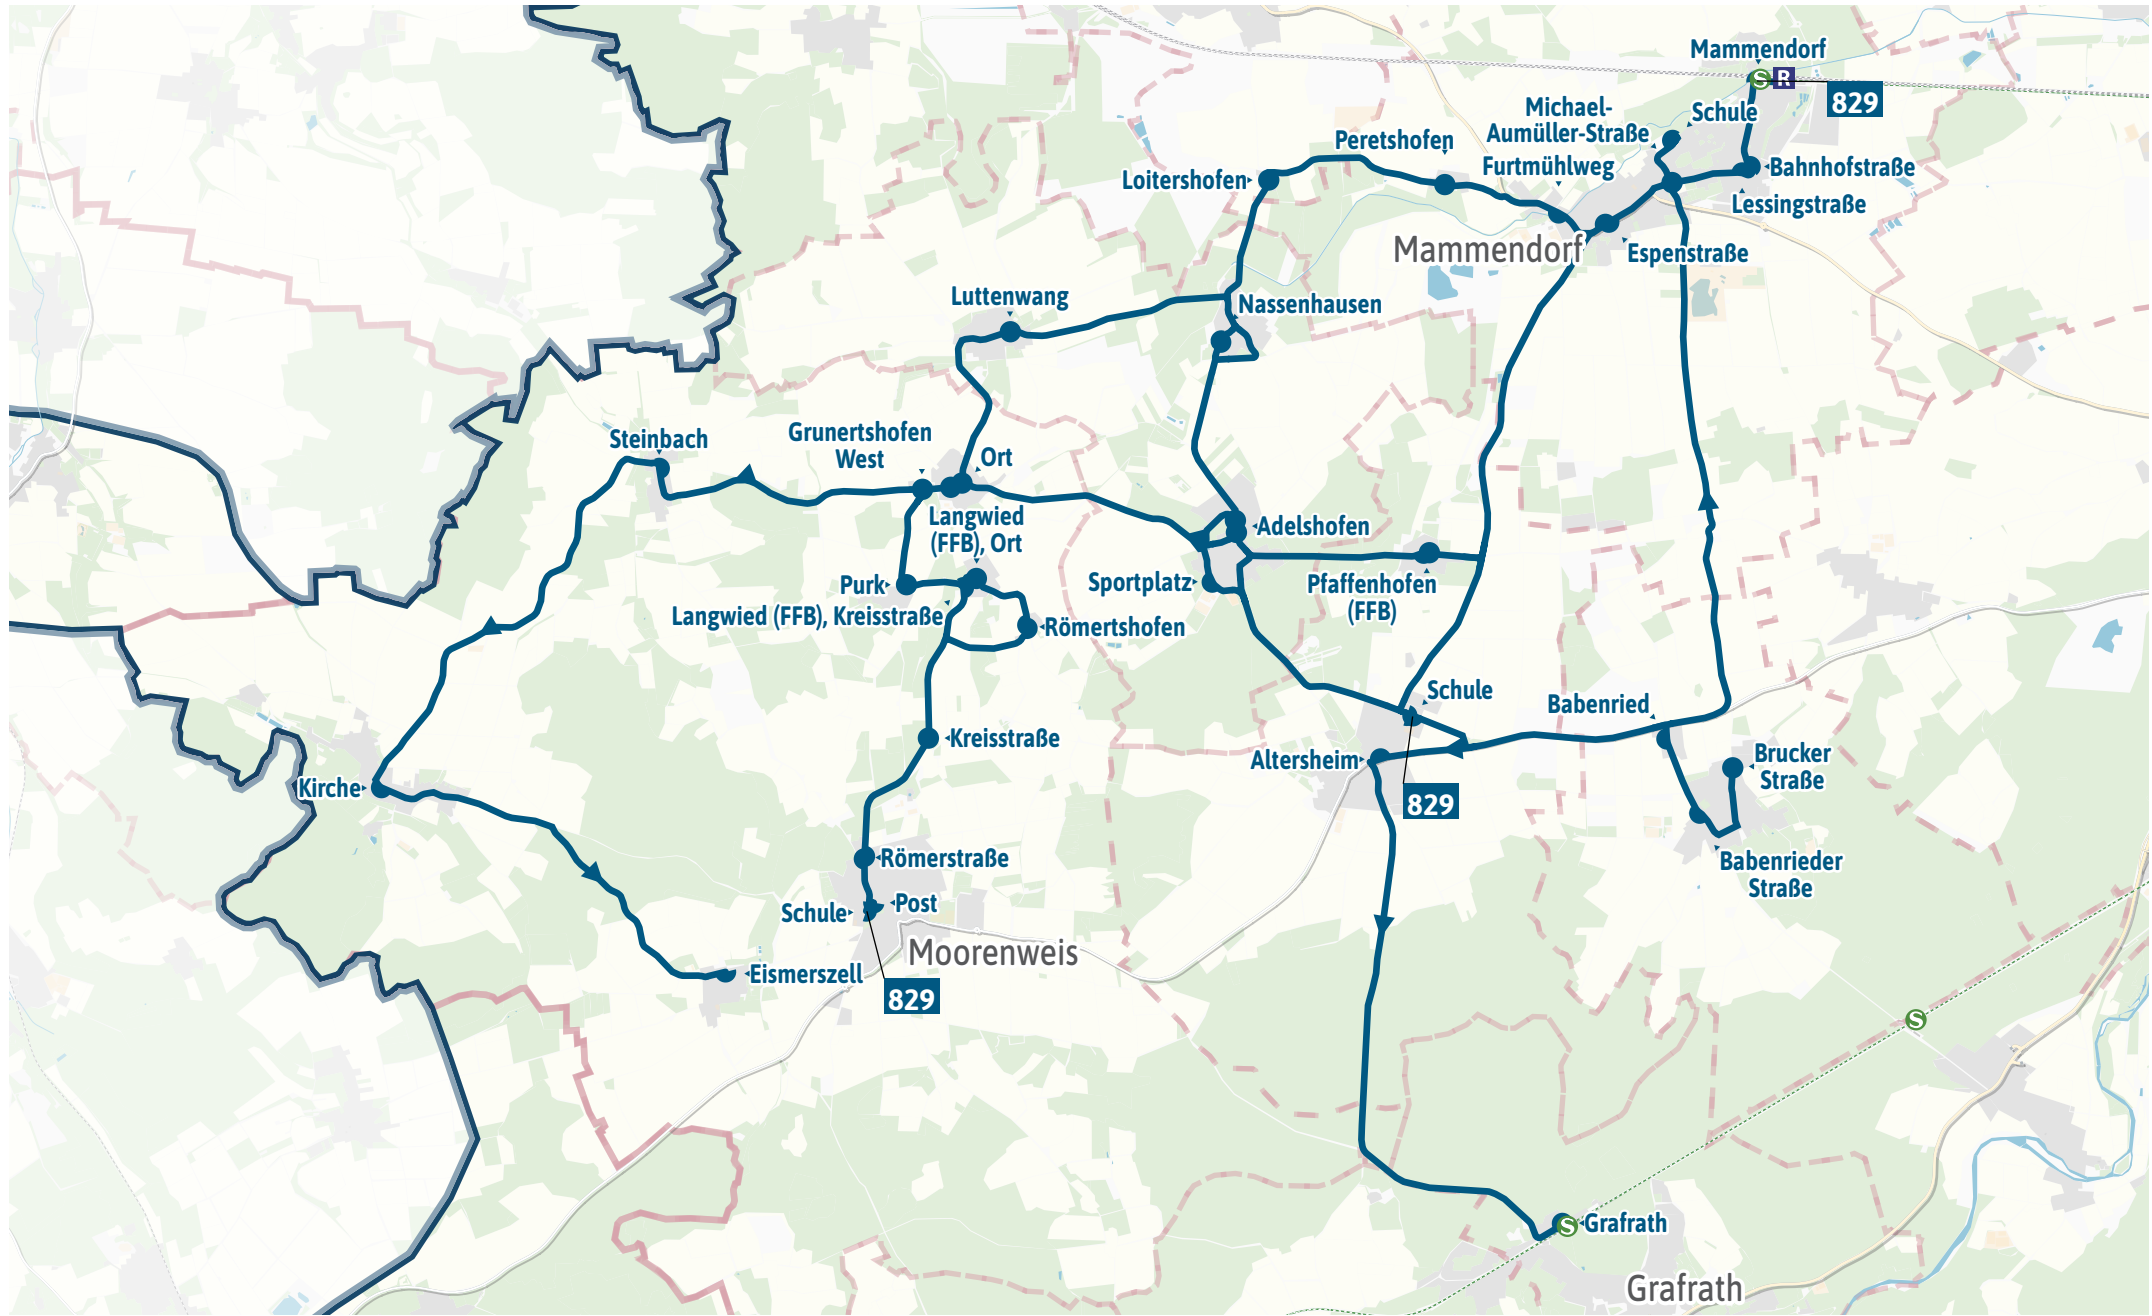 Mammendorf
S R
829
Michael-
Aumüller-Straße
Schule
Peretshofen
Furtmühlweg
Bahnhofstraße
Loitershofen
Lessingstraße
Mammendorf
Espenstraße
Luttenwang
Nassenhausen
Steinbach
Grunertshofen
West
Ort
Langwied
(FFB), Ort
Adelshofen
Purk
Sportplatz
Pfaffenhofen
(FFB)
Langwied (FFB), Kreisstraße
Römertshofen
Schule
Babenried
Kreisstraße
Altersheim
Brucker
Straße
Kirche
829
Römerstraße
Babenrieder
Straße
Schule
Post
Moorenweis
Eismerszell
829
S
S
Grafrath
Grafrath